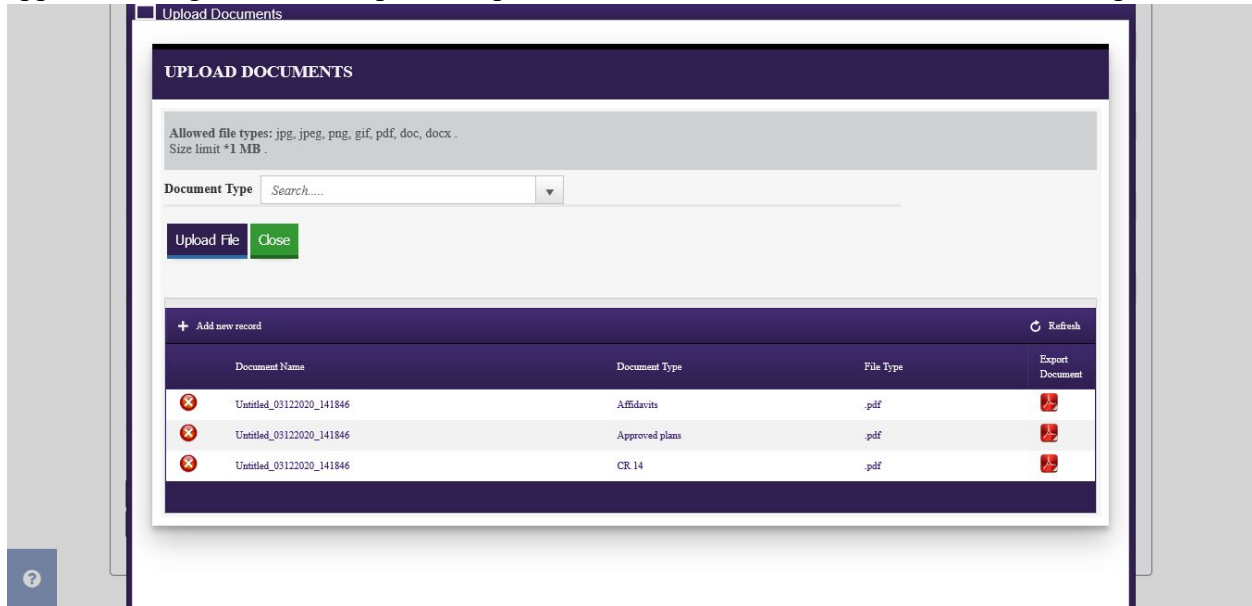 Upload Documents
UPLOAD DOCUMENTS
Allowed file types: jpg, jpeg, png, gif, pdf, doc, docx .
Size limit *1 MB .
Document Type Search.....
Upload File Close
+ Add new record Refresh
Document Name Document Type File Type Export Document
Untitled_03122020_141846 Affidavits .pdf
Untitled_03122020_141846 Approved plans .pdf
Untitled_03122020_141846 CR 14 .pdf
?